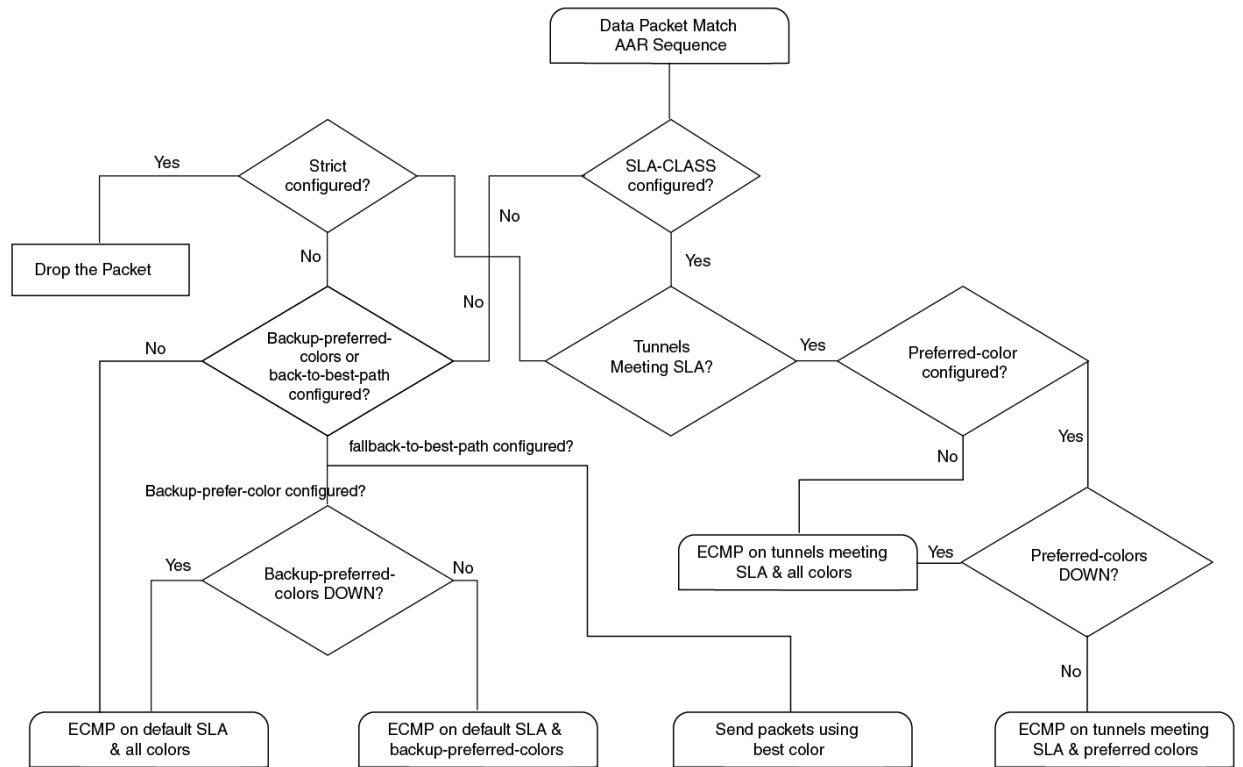 Data Packet Match
AAR Sequence
Yes
Strict
configured?
SLA-CLASS
configured?
No
No
Yes
Drop the Packet
No
No
Backup-preferred-
colors or
back-to-best-path
configured?
Tunnels
Meeting SLA?
Yes
Preferred-color
configured?
fallback-to-best-path configured?
No
Yes
Backup-prefer-color configured?
Yes
Backup-preferred-
colors DOWN?
No
ECMP on tunnels meeting
SLA & all colors
Yes
Preferred-colors
DOWN?
No
ECMP on default SLA
& all colors
ECMP on default SLA &
backup-preferred-colors
Send packets using
best color
ECMP on tunnels meeting
SLA & preferred colors